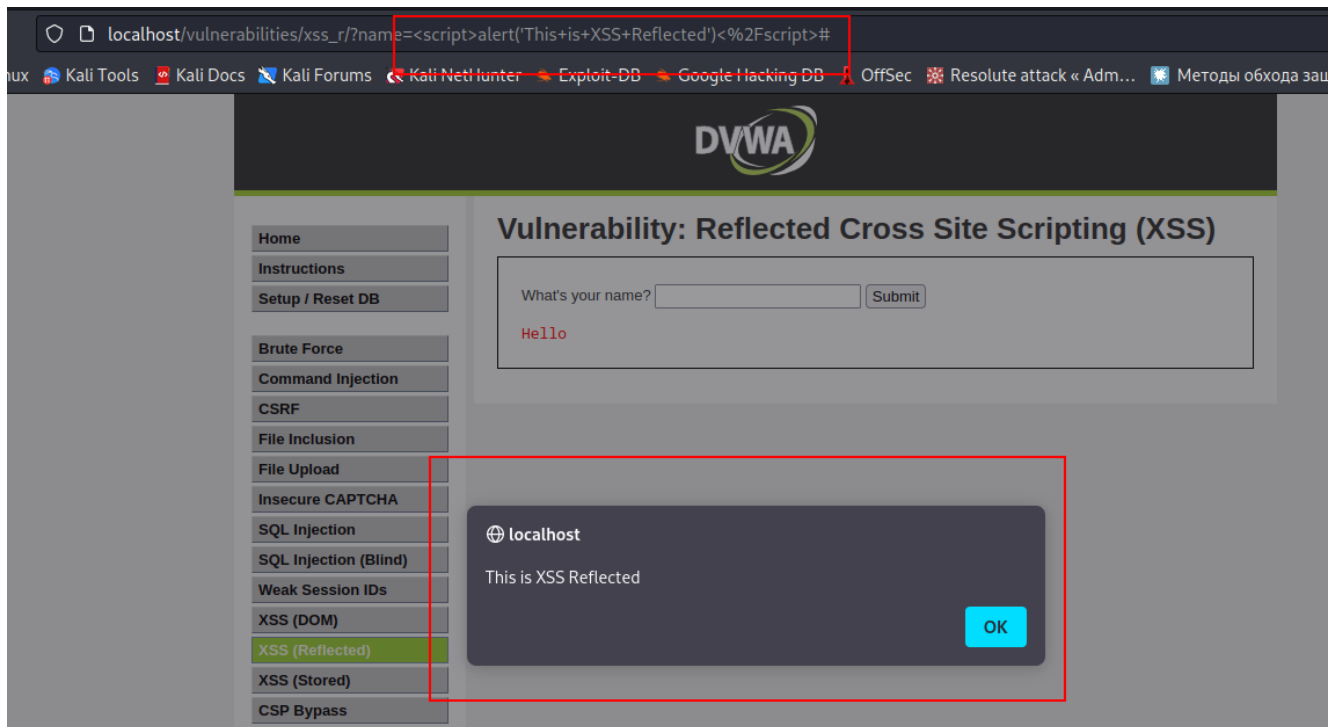 localhost/vulnerabilities/xss_r/?name=<script>alert('This+is+XSS+Reflected')<%2Fscript>#
Kali Tools Kali Docs Kali Forums Kali NetHunter Exploit-DB Google Hacking DB OffSec Resolute attack « Adm... Методы обхода
DVWA
Vulnerability: Reflected Cross Site Scripting (XSS)
What's your name? Submit
Hello
Home
Instructions
Setup / Reset DB
Brute Force
Command Injection
CSRF
File Inclusion
File Upload
Insecure CAPTCHA
SQL Injection
SQL Injection (Blind)
Weak Session IDs
XSS (DOM)
XSS (Reflected)
XSS (Stored)
CSP Bypass
localhost
This is XSS Reflected
OK